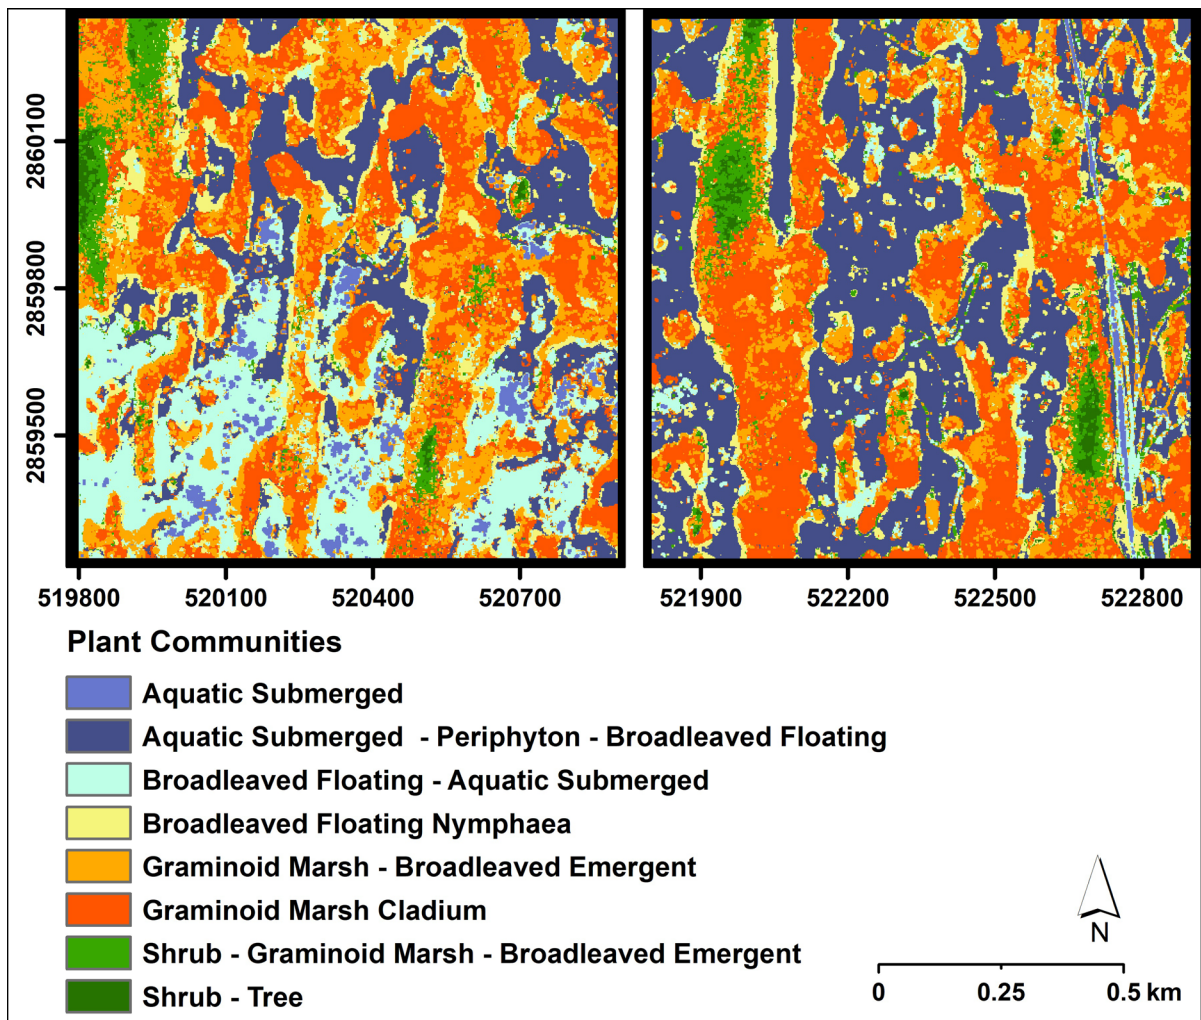 2860100
2859800
2859500
519800 520100 520400 520700 521900 522200 522500 522800
Plant Communities
Aquatic Submerged
Aquatic Submerged - Periphyton - Broadleaved Floating
Broadleaved Floating - Aquatic Submerged
Broadleaved Floating Nymphaea
Graminoid Marsh - Broadleaved Emergent
Graminoid Marsh Cladium
Shrub - Graminoid Marsh - Broadleaved Emergent
Shrub - Tree
N
0 0.25 0.5 km